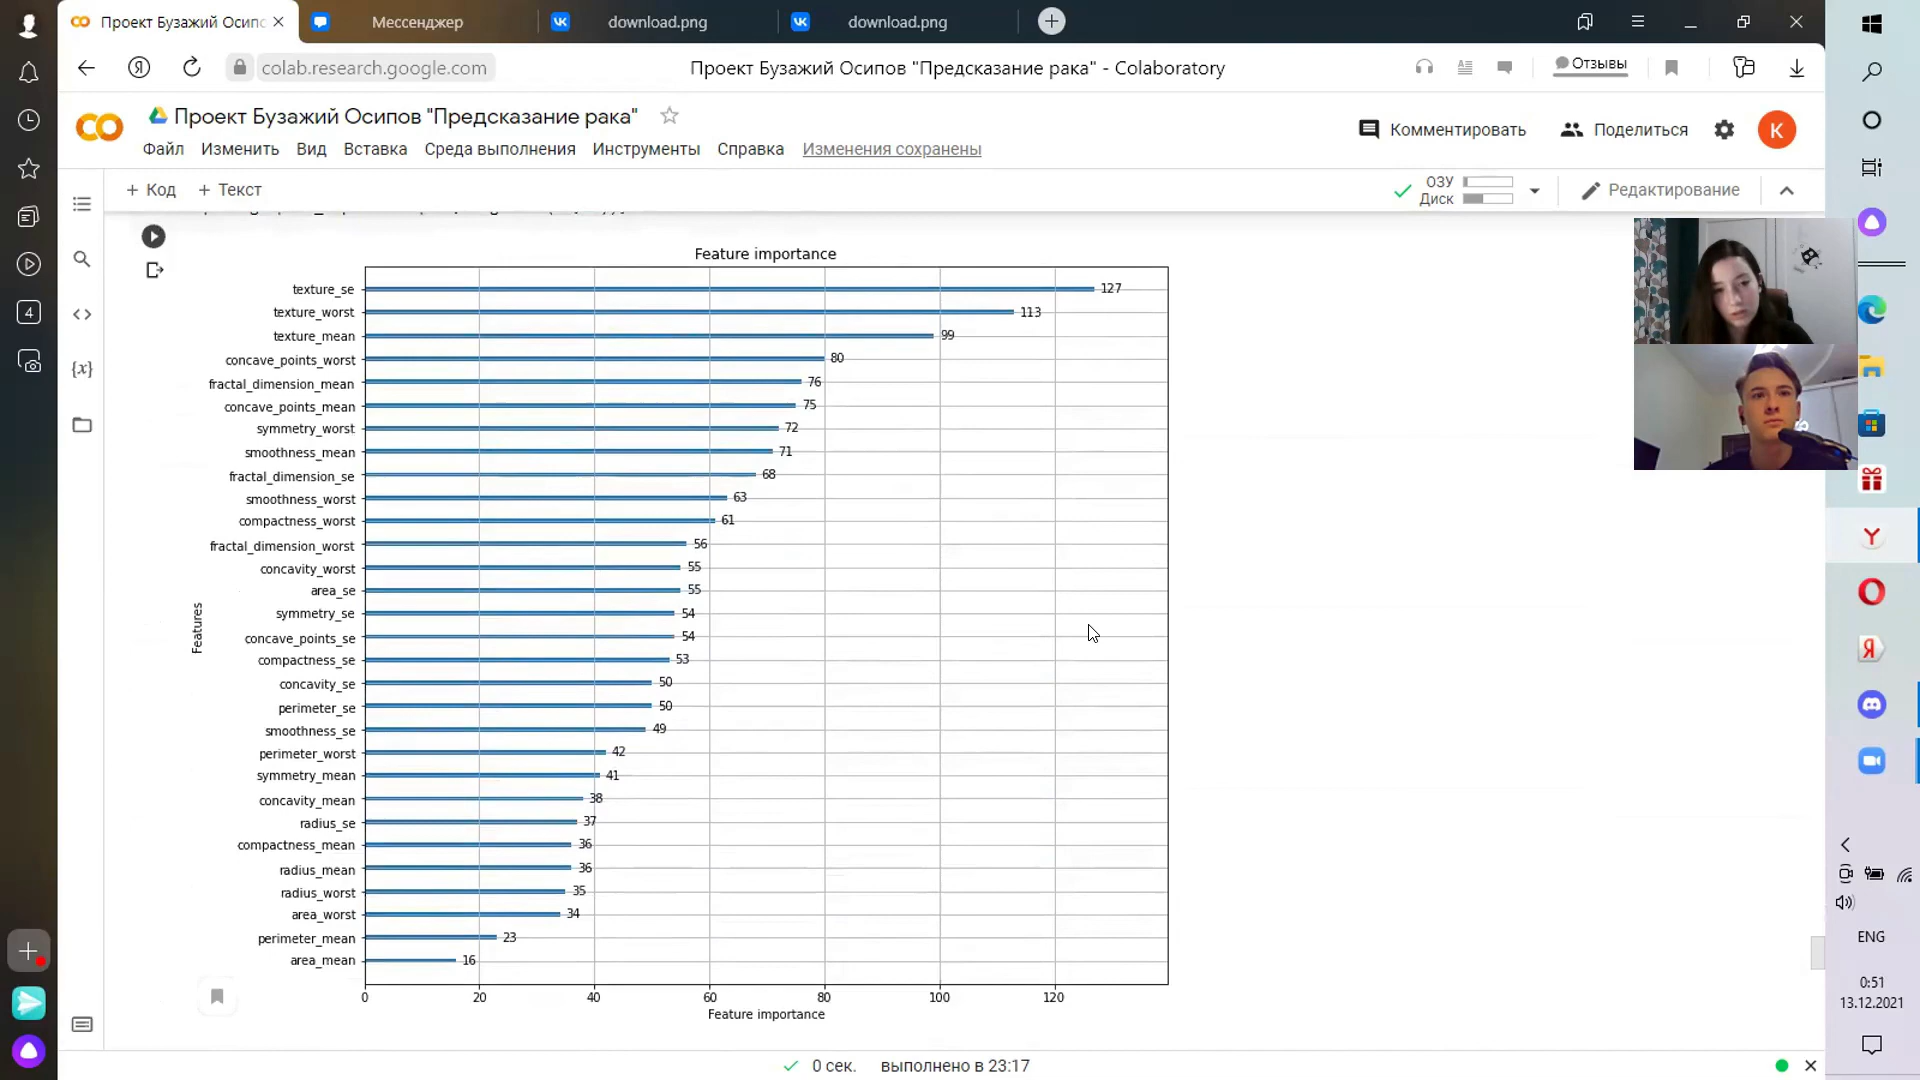 Проект Бузажий Осипс
Мессенджер
download.png
download.png
colab.research.google.com
Проект Бузажий Осипов "Предсказание рака" - Colaboratory
Отзывы
Проект Бузажий Осипов "Предсказание рака"
Комментировать
Поделиться
К
Файл
Изменить
Вид
Вставка
Среда выполнения
Инструменты
Справка
Изменения сохранены
+ Код
+ Текст
ОЗУ
Диск
Редактирование
Feature importance
texture_se 127
texture_worst 113
texture_mean 99
concave_points_worst 80
fractal_dimension_mean 76
concave_points_mean 75
symmetry_worst 72
smoothness_mean 71
fractal_dimension_se 68
smoothness_worst 63
compactness_worst 61
fractal_dimension_worst 56
concavity_worst 55
area_se 55
symmetry_se 54
concave_points_se 54
compactness_se 53
concavity_se 50
perimeter_se 50
smoothness_se 49
perimeter_worst 42
symmetry_mean 41
concavity_mean 38
radius_se 37
compactness_mean 36
radius_mean 36
radius_worst 35
area_worst 34
perimeter_mean 23
area_mean 16
Features
0 20 40 60 80 100 120
Feature importance
0 сек.
выполнено в 23:17
4
ENG
0:51
13.12.2021